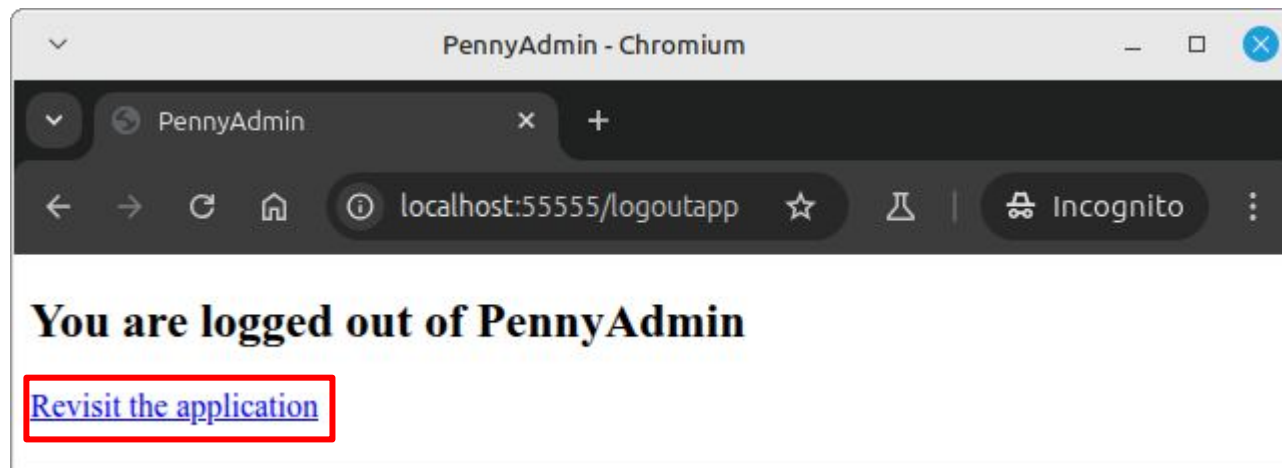 PennyAdmin - Chromium
PennyAdmin
localhost:55555/logoutapp
Incognito
You are logged out of PennyAdmin
Revisit the application